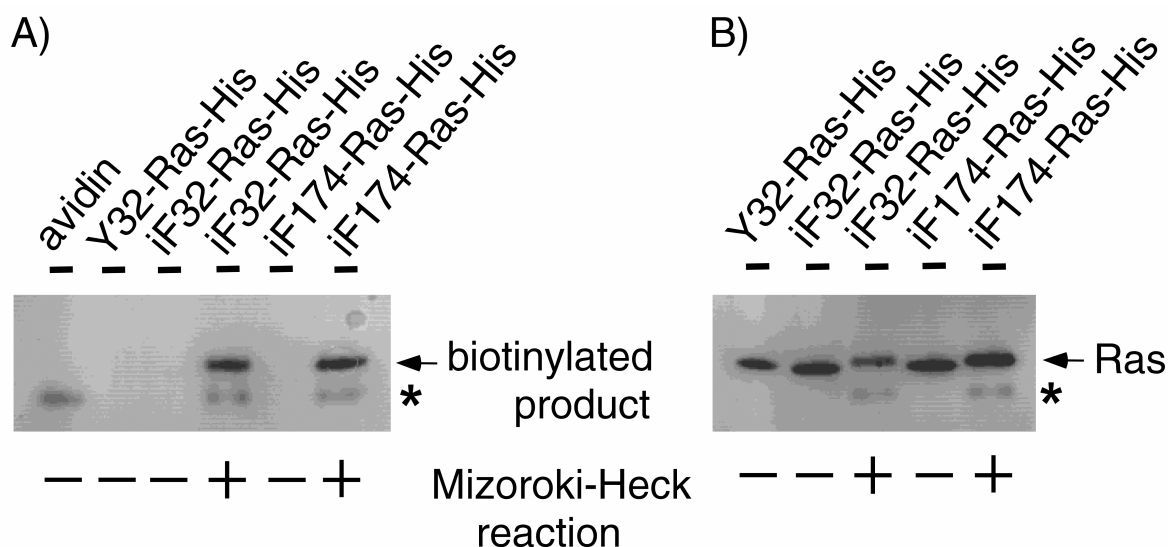 A)
avidin
Y32-Ras-His
iF32-Ras-His
iF32-Ras-His
iF174-Ras-His
iF174-Ras-His
biotinylated
product
*
− − − + − +
Mizoroki-Heck
reaction
B)
Y32-Ras-His
iF32-Ras-His
iF32-Ras-His
iF174-Ras-His
iF174-Ras-His
Ras
*
− − + − +